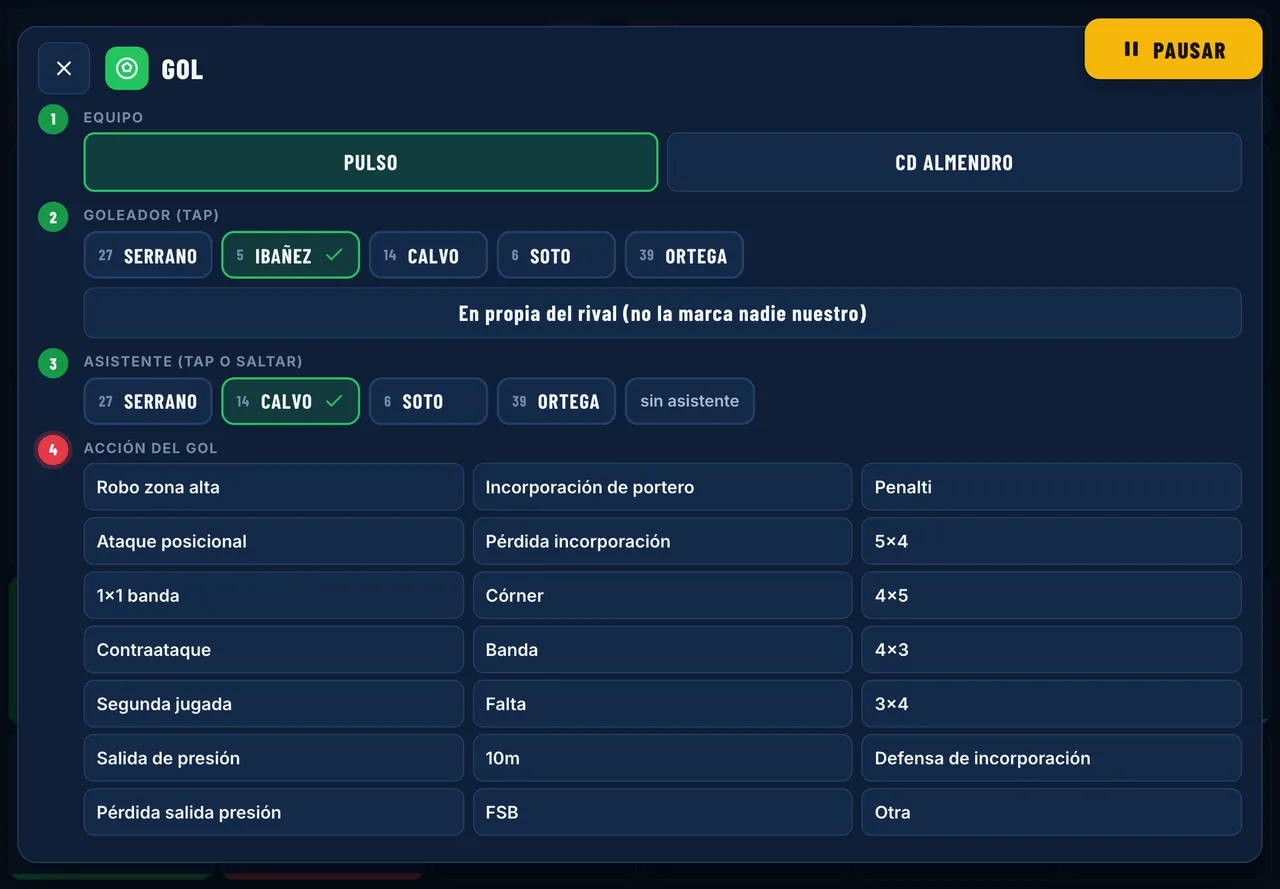 GOL
PAUSAR
1 EQUIPO
PULSO
CD ALMENDRO
2 GOLEADOR (TAP)
27 SERRANO
5 IBAÑEZ
14 CALVO
6 SOTO
39 ORTEGA
En propia del rival (no la marca nadie nuestro)
3 ASISTENTE (TAP O SALTAR)
27 SERRANO
14 CALVO
6 SOTO
39 ORTEGA
sin asistente
4 ACCIÓN DEL GOL
Robo zona alta
Incorporación de portero
Penalti
Ataque posicional
Pérdida incorporación
5×4
1×1 banda
Córner
4×5
Contraataque
Banda
4×3
Segunda jugada
Falta
3×4
Salida de presión
10m
Defensa de incorporación
Pérdida salida presión
FSB
Otra